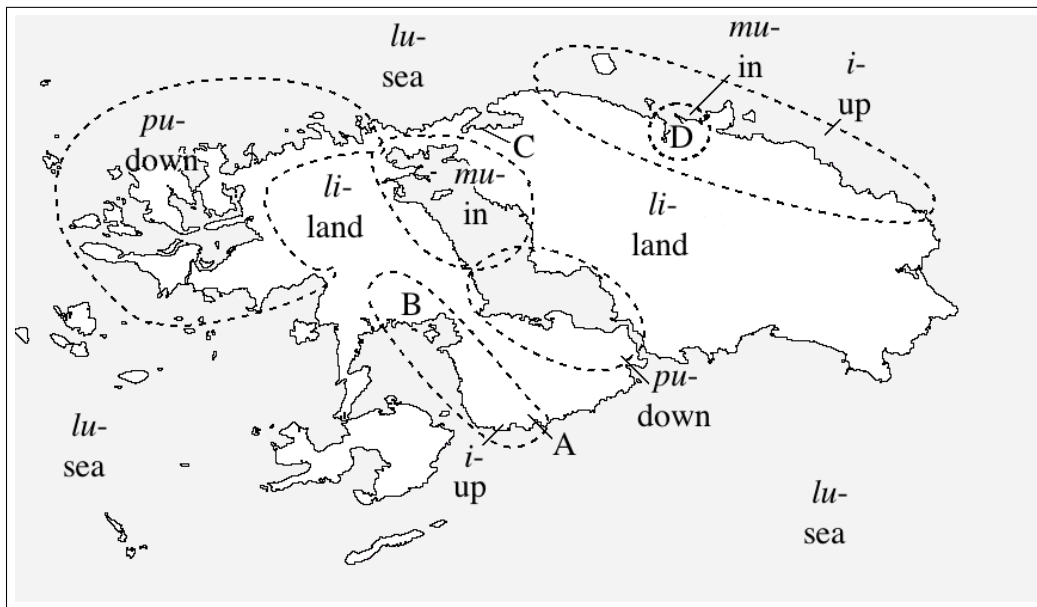 lu-
sea
mu-
in
i-
up
pu-
down
C
D
li-
land
mu-
in
li-
land
B
pu-
down
A
i-
up
lu-
sea
lu-
sea